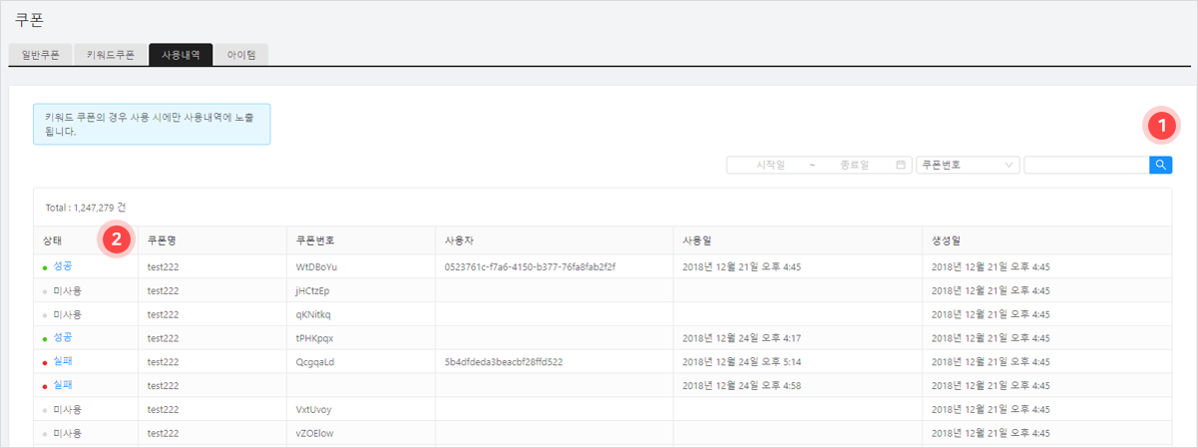 쿠폰
일반쿠폰 키워드쿠폰 사용내역 아이템
키워드 쿠폰의 경우 사용 시에만 사용내역에 노출
됩니다.
1
시작일 ~ 종료일 쿠폰번호
Total : 1,247,279 건
상태 2 쿠폰명 쿠폰번호 사용자 사용일 생성일
성공 test222 WtDBoYu 0523761c-f7a6-4150-b377-76fa8fab2f2f 2018년 12월 21일 오후 4:45 2018년 12월 21일 오후 4:45
미사용 test222 jHCtzEp 2018년 12월 21일 오후 4:45
미사용 test222 qKNitkq 2018년 12월 21일 오후 4:45
성공 test222 tPHKpqx 2018년 12월 24일 오후 4:17 2018년 12월 21일 오후 4:45
실패 test222 QcgqaLd 5b4dfdeda3beacbf28ffd522 2018년 12월 24일 오후 5:14 2018년 12월 21일 오후 4:45
실패 test222 2018년 12월 24일 오후 4:58 2018년 12월 21일 오후 4:45
미사용 test222 VxtUvoy 2018년 12월 21일 오후 4:45
미사용 test222 vZOElow 2018년 12월 21일 오후 4:45